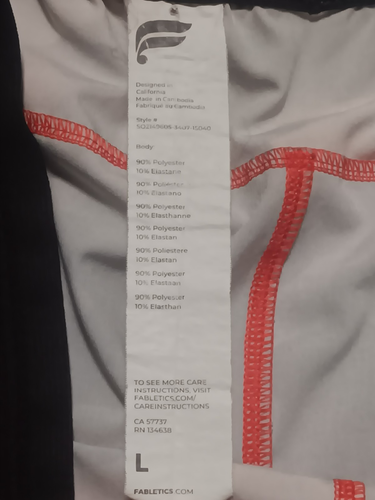 Designed in
California
Made in Cambodia
Fabriqué au Cambodge
Style #
Body:
90% Polyester
10% Elastane
90% Polyester
10% Elastano
90% Polyester
10% Elasthanne
90% Polyester
10% Elastan
90% Poliestere
10% Elastan
90% Polyester
10% Elastaan
90% Polyester
10% Elasthan
TO SEE MORE CARE
INSTRUCTIONS, VISIT
FABLETICS.COM/
CAREINSTRUCTIONS
CA 57737
RN 134638
L
FABLETICS.COM